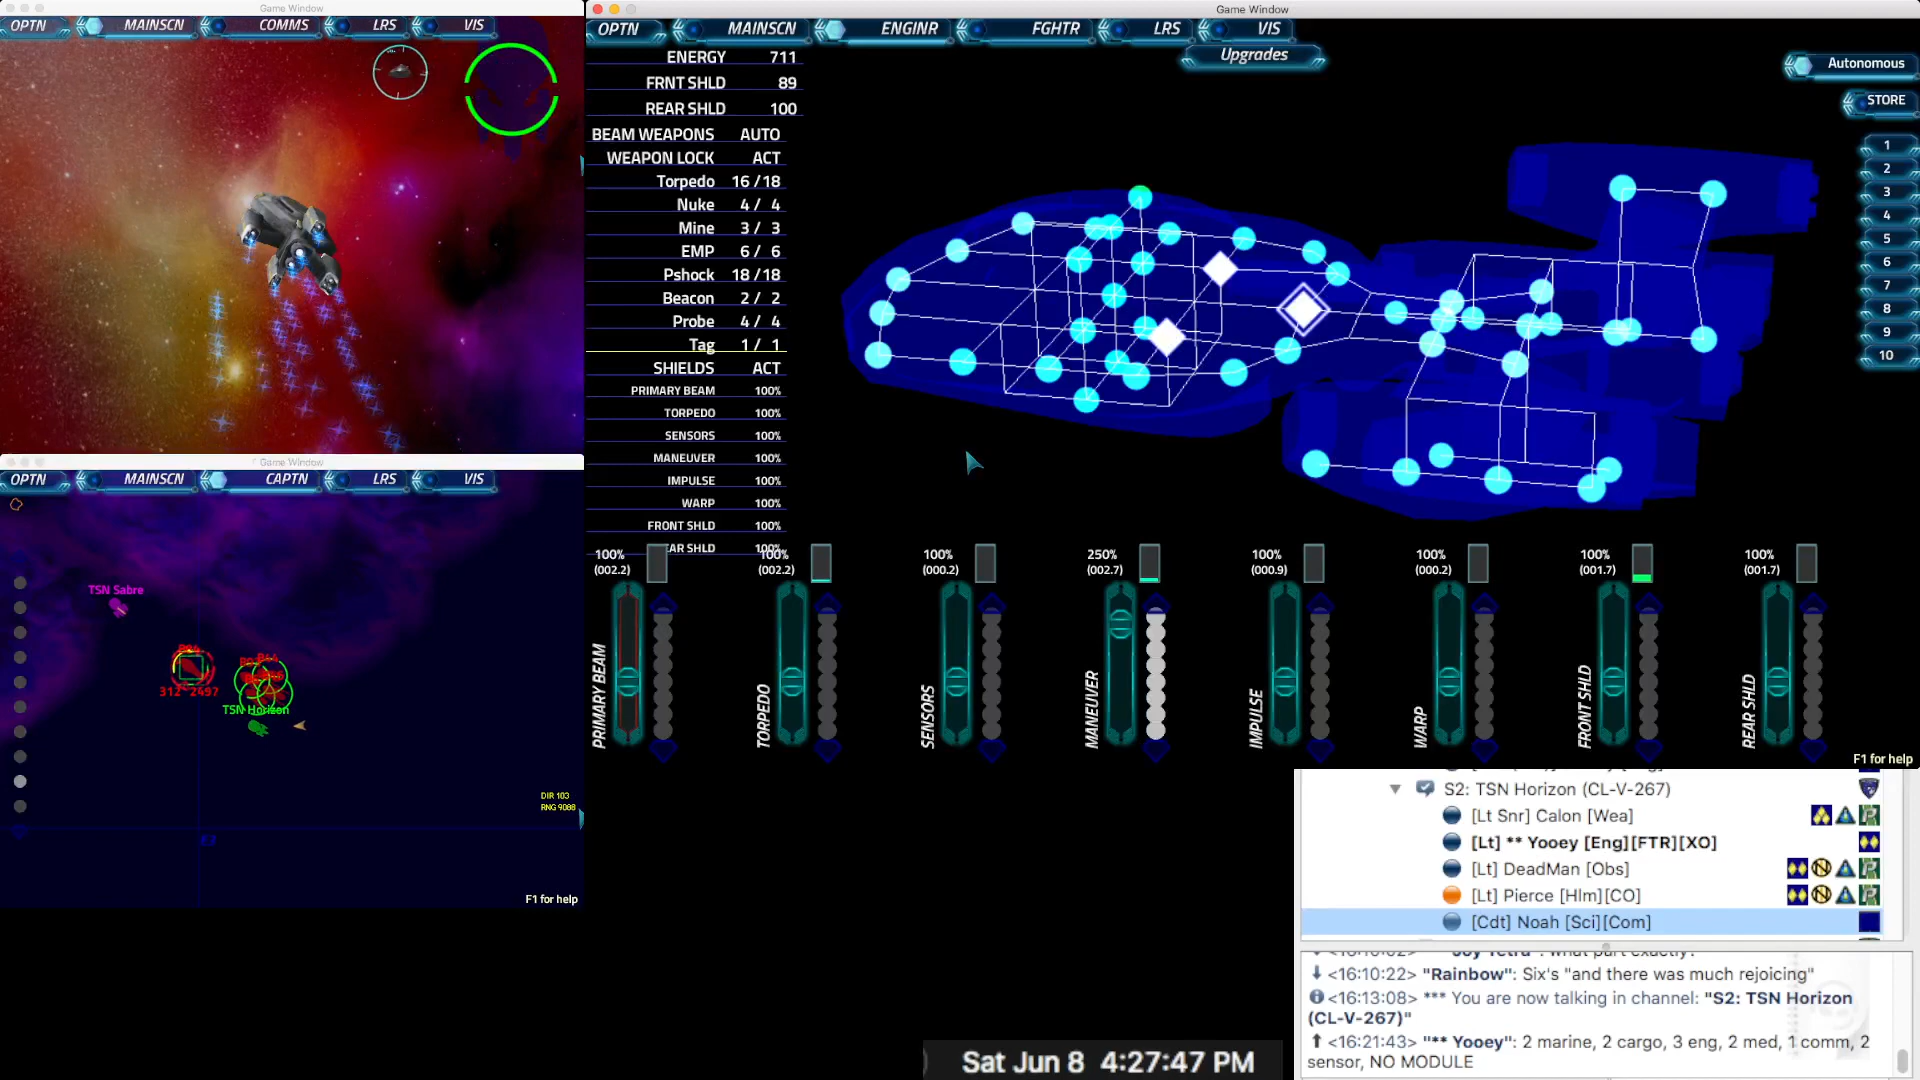 Game Window
OPTN MAINSCN COMMS LRS VIS
Game Window
OPTN MAINSCN ENGINR FGHTR LRS VIS
Upgrades
Autonomous
STORE
1
2
3
4
5
6
7
8
9
10
ENERGY 711
FRNT SHLD 89
REAR SHLD 100
BEAM WEAPONS AUTO
WEAPON LOCK ACT
Torpedo 16 /18
Nuke 4 / 4
Mine 3 / 3
EMP 6 / 6
Pshock 18 /18
Beacon 2 / 2
Probe 4 / 4
Tag 1 / 1
SHIELDS ACT
PRIMARY BEAM 100%
TORPEDO 100%
SENSORS 100%
MANEUVER 100%
IMPULSE 100%
WARP 100%
FRONT SHLD 100%
EAR SHLD 100%
100% 100% 100% 250% 100% 100% 100% 100%
(002.2) (002.2) (000.2) (002.7) (000.9) (000.2) (001.7) (001.7)
PRIMARY BEAM
TORPEDO
SENSORS
MANEUVER
IMPULSE
WARP
FRONT SHLD
REAR SHLD
F1 for help
Game Window
OPTN MAINSCN CAPTN LRS VIS
TSN Sabre
312 2497
TSN Horizon
DIR 103
RNG 9088
F1 for help
S2: TSN Horizon (CL-V-267)
[Lt Snr] Calon [Wea]
[Lt] ** Yooey [Eng][FTR][XO]
[Lt] DeadMan [Obs]
[Lt] Pierce [Hlm][CO]
[Cdt] Noah [Sci][Com]
<16:10:22> "Rainbow": Six's "and there was much rejoicing"
<16:13:08> *** You are now talking in channel: "S2: TSN Horizon
(CL-V-267)"
<16:21:43> "** Yooey": 2 marine, 2 cargo, 3 eng, 2 med, 1 comm, 2
sensor, NO MODULE
Sat Jun 8 4:27:47 PM